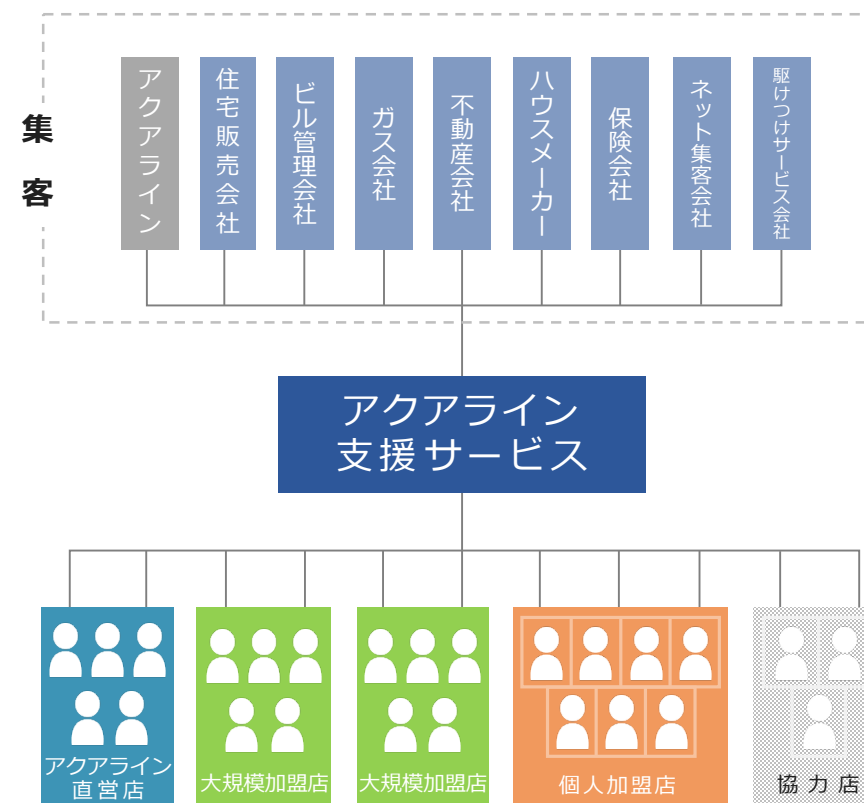 集客
アクアライン
住宅販売会社
ビル管理会社
ガス会社
不動産会社
ハウスメーカー
保険会社
ネット集客会社
駆けつけサービス会社
アクアライン
支援サービス
アクアライン
直営店
大規模加盟店
大規模加盟店
個人加盟店
協力店